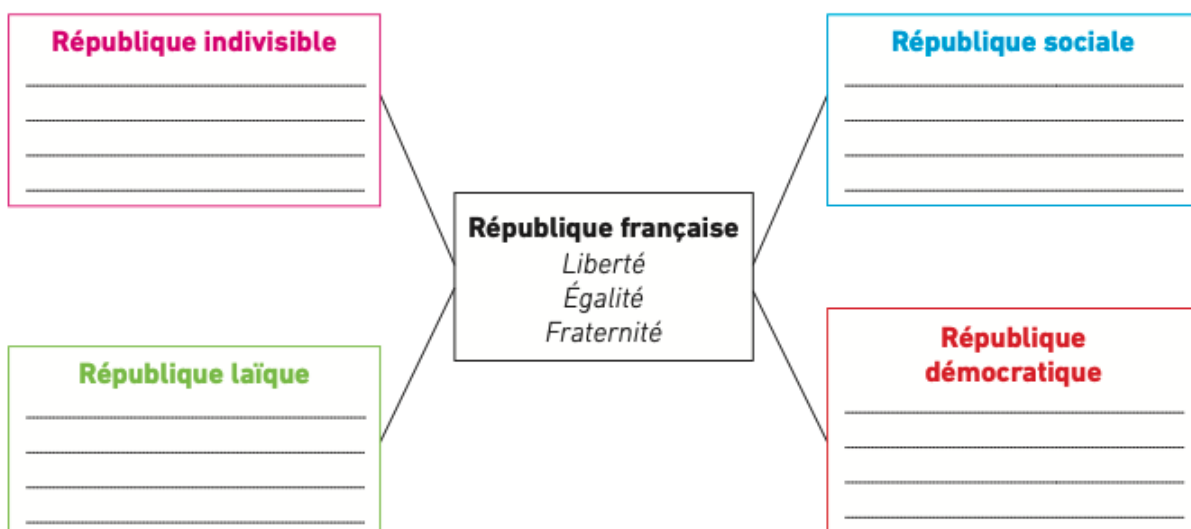 République indivisible
République sociale
République française
Liberté
Égalité
Fraternité
République laïque
République
démocratique